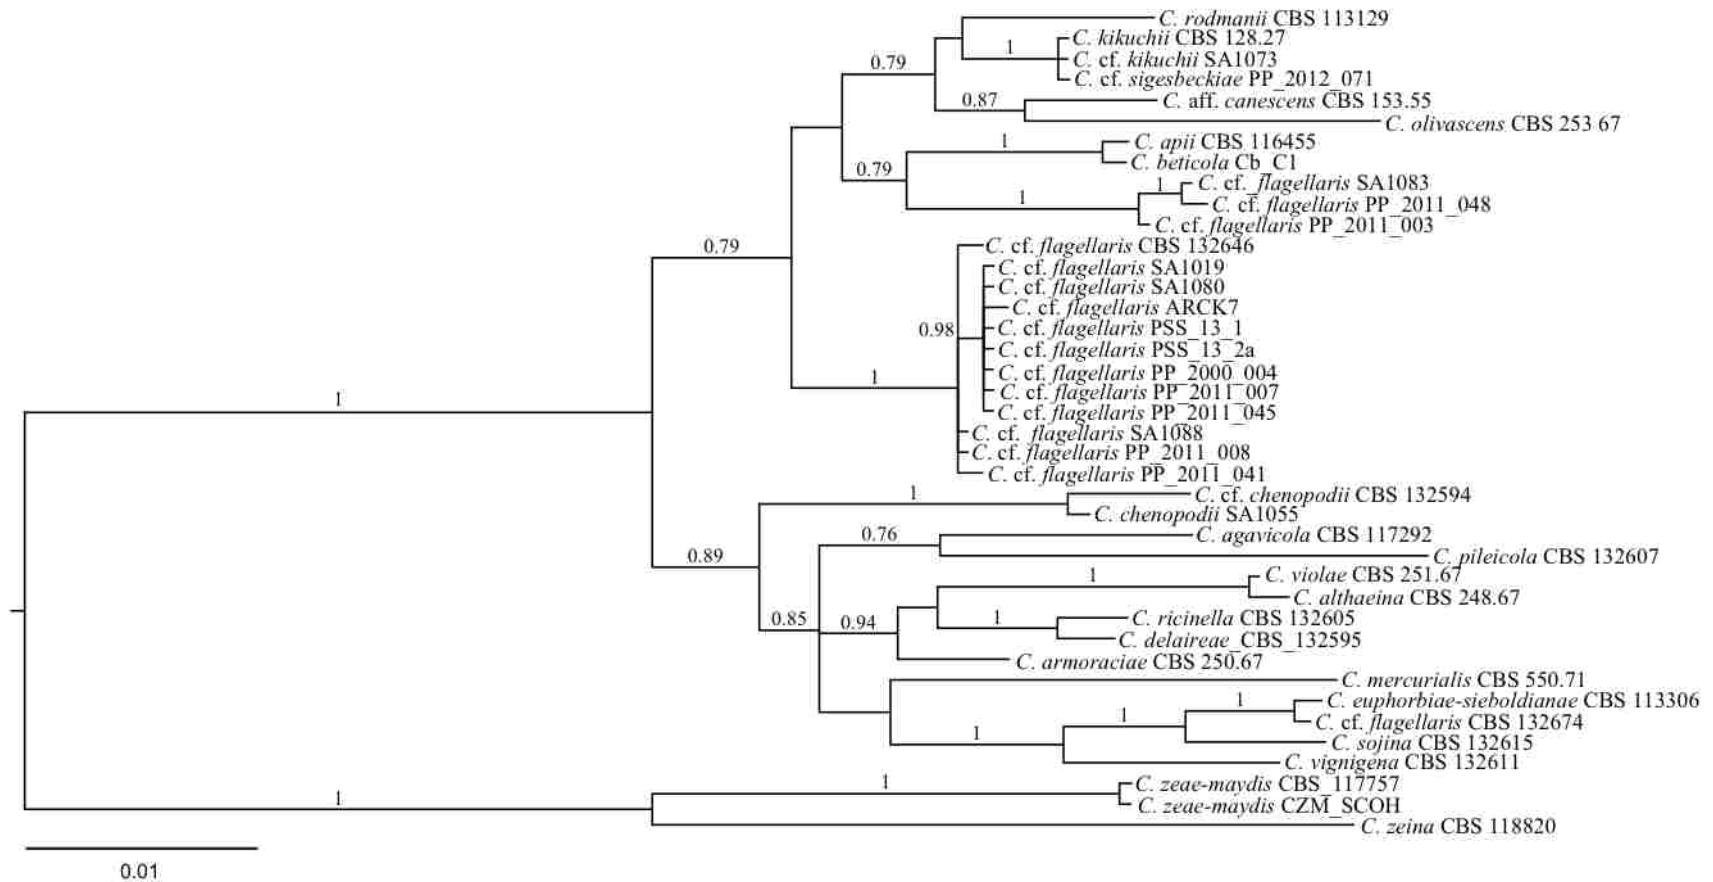 C. rodmanii CBS 113129
C. kikuchii CBS 128.27
1
C. cf. kikuchii SA1073
0.79
C. cf. sigesbeckiae PP_2012_071
0.87
C. aff. canescens CBS 153.55
C. olivascens CBS 253 67
1
C. apii CBS 116455
C. beticola Cb_C1
0.79
1
C. cf._flagellaris SA1083
1
C. cf. flagellaris PP_2011_048
C. cf. flagellaris PP_2011_003
0.79
C. cf. flagellaris CBS 132646
C. cf. flagellaris SA1019
C. cf. flagellaris SA1080
C. cf. flagellaris ARCK7
0.98
C. cf. flagellaris PSS_13_1
C. cf. flagellaris PSS_13_2a
C. cf. flagellaris PP_2000_004
1
C. cf. flagellaris PP_2011_007
1
C. cf. flagellaris PP_2011_045
C. cf. flagellaris SA1088
C. cf. flagellaris PP_2011_008
C. cf. flagellaris PP_2011_041
1
C. cf. chenopodii CBS 132594
C. chenopodii SA1055
0.76
C. agavicola CBS 117292
0.89
C. pileicola CBS 132607
1
C. violae CBS 251.67
C. althaeina CBS 248.67
0.85
0.94
1
C. ricinella CBS 132605
C. delaireae_CBS_132595
C. armoraciae CBS 250.67
C. mercurialis CBS 550.71
1
C. euphorbiae-sieboldianae CBS 113306
1
C. cf. flagellaris CBS 132674
1
C. sojina CBS 132615
C. vignigena CBS 132611
1
C. zeae-maydis CBS_117757
1
C. zeae-maydis CZM_SCOH
C. zeina CBS 118820
0.01